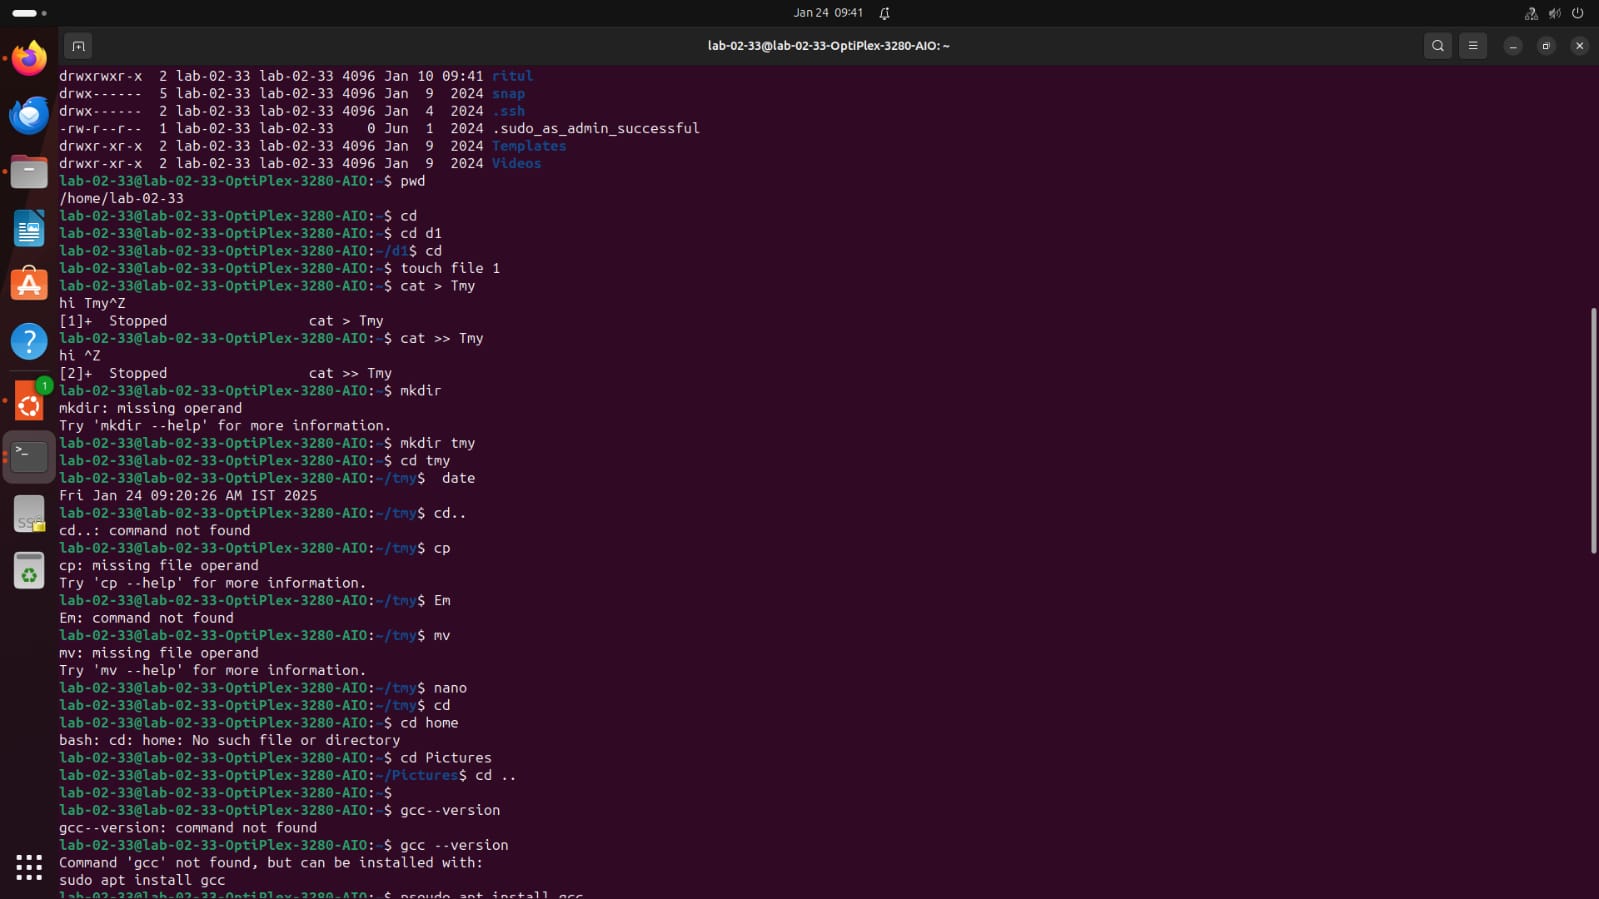 Jan 24 09:41
lab-02-33@lab-02-33-OptiPlex-3280-AIO: ~
drwxrwxr-x  2 lab-02-33 lab-02-33 4096 Jan 10 09:41 ritul
drwx------  5 lab-02-33 lab-02-33 4096 Jan  9  2024 snap
drwx------  2 lab-02-33 lab-02-33 4096 Jan  4  2024 .ssh
-rw-r--r--  1 lab-02-33 lab-02-33    0 Jun  1  2024 .sudo_as_admin_successful
drwxr-xr-x  2 lab-02-33 lab-02-33 4096 Jan  9  2024 Templates
drwxr-xr-x  2 lab-02-33 lab-02-33 4096 Jan  9  2024 Videos
lab-02-33@lab-02-33-OptiPlex-3280-AIO:~$ pwd
/home/lab-02-33
lab-02-33@lab-02-33-OptiPlex-3280-AIO:~$ cd
lab-02-33@lab-02-33-OptiPlex-3280-AIO:~$ cd d1
lab-02-33@lab-02-33-OptiPlex-3280-AIO:~/d1$ cd
lab-02-33@lab-02-33-OptiPlex-3280-AIO:~$ touch file 1
lab-02-33@lab-02-33-OptiPlex-3280-AIO:~$ cat > Tmy
hi Tmy^Z
[1]+  Stopped                 cat > Tmy
lab-02-33@lab-02-33-OptiPlex-3280-AIO:~$ cat >> Tmy
hi ^Z
[2]+  Stopped                 cat >> Tmy
lab-02-33@lab-02-33-OptiPlex-3280-AIO:~$ mkdir
mkdir: missing operand
Try 'mkdir --help' for more information.
lab-02-33@lab-02-33-OptiPlex-3280-AIO:~$ mkdir tmy
lab-02-33@lab-02-33-OptiPlex-3280-AIO:~$ cd tmy
lab-02-33@lab-02-33-OptiPlex-3280-AIO:~/tmy$  date
Fri Jan 24 09:20:26 AM IST 2025
lab-02-33@lab-02-33-OptiPlex-3280-AIO:~/tmy$ cd..
cd..: command not found
lab-02-33@lab-02-33-OptiPlex-3280-AIO:~/tmy$ cp
cp: missing file operand
Try 'cp --help' for more information.
lab-02-33@lab-02-33-OptiPlex-3280-AIO:~/tmy$ Em
Em: command not found
lab-02-33@lab-02-33-OptiPlex-3280-AIO:~/tmy$ mv
mv: missing file operand
Try 'mv --help' for more information.
lab-02-33@lab-02-33-OptiPlex-3280-AIO:~/tmy$ nano
lab-02-33@lab-02-33-OptiPlex-3280-AIO:~/tmy$ cd
lab-02-33@lab-02-33-OptiPlex-3280-AIO:~$ cd home
bash: cd: home: No such file or directory
lab-02-33@lab-02-33-OptiPlex-3280-AIO:~$ cd Pictures
lab-02-33@lab-02-33-OptiPlex-3280-AIO:~/Pictures$ cd ..
lab-02-33@lab-02-33-OptiPlex-3280-AIO:~$
lab-02-33@lab-02-33-OptiPlex-3280-AIO:~$ gcc--version
gcc--version: command not found
lab-02-33@lab-02-33-OptiPlex-3280-AIO:~$ gcc --version
Command 'gcc' not found, but can be installed with:
sudo apt install gcc
lab-02-33@lab-02-33-OptiPlex-3280-AIO:~$ pseudo apt install gcc
1